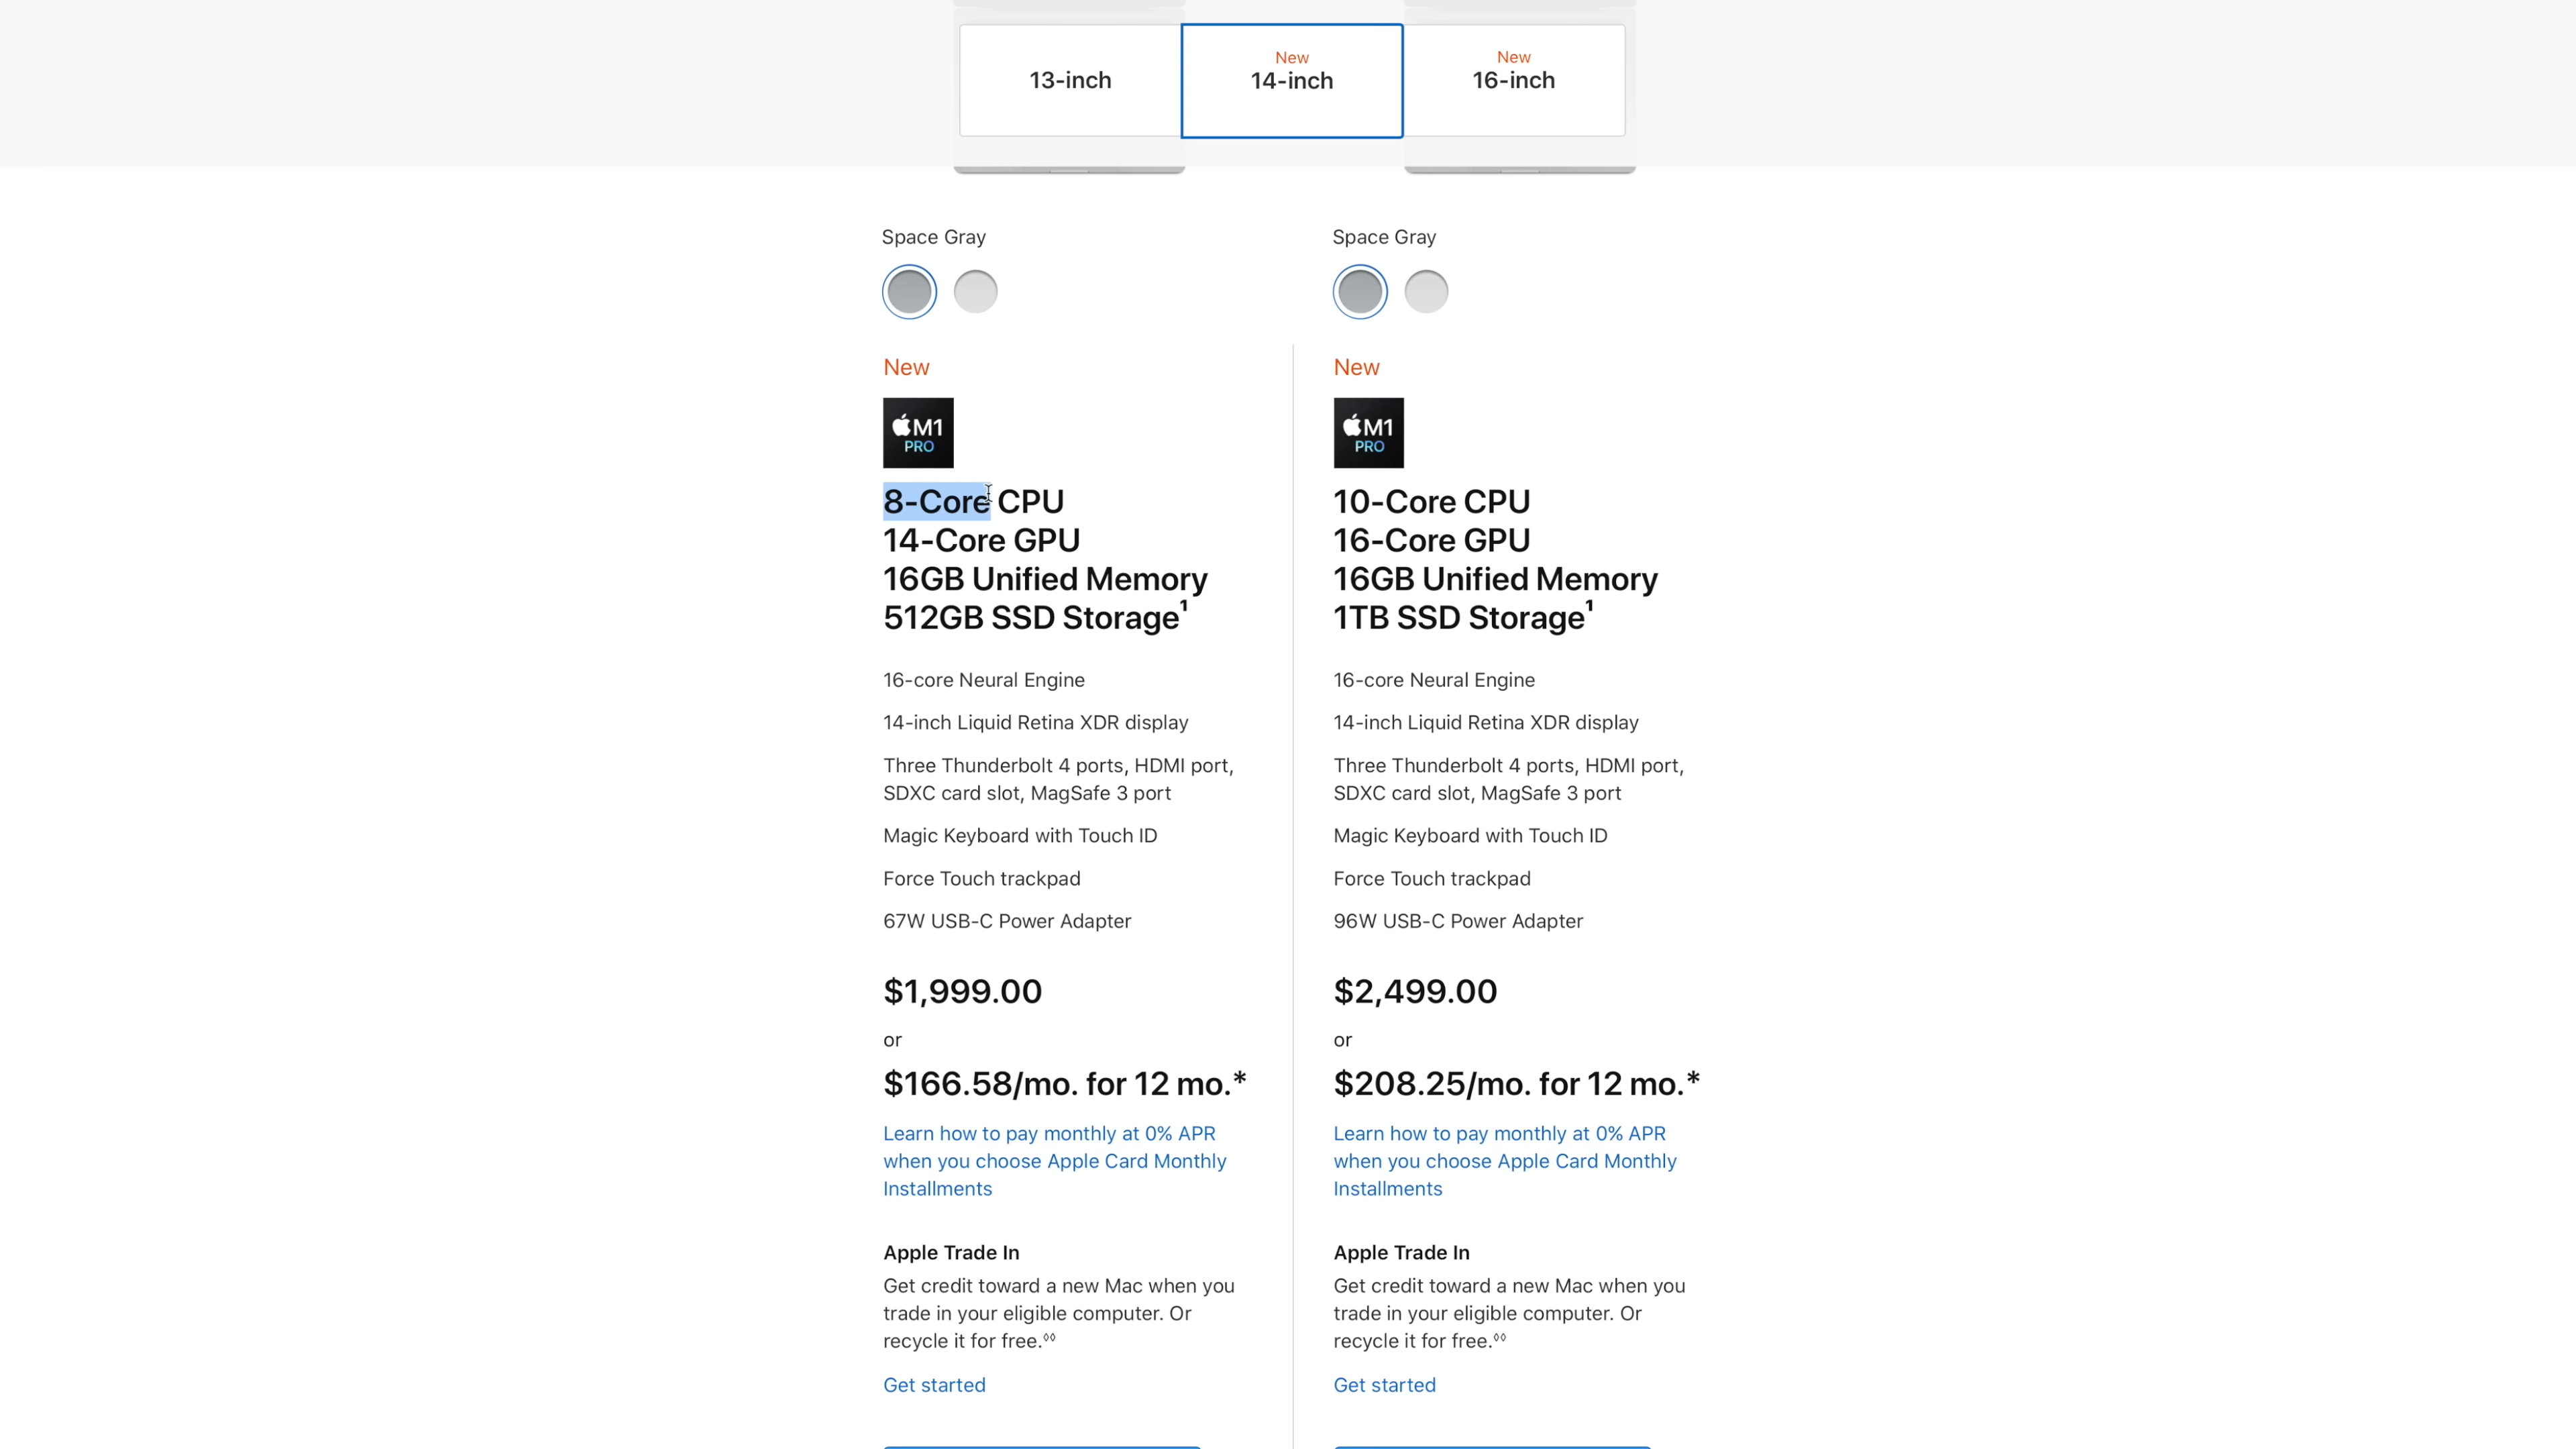 13-inch
New
14-inch
New
16-inch
Space Gray
New
M1
PRO
8-Core CPU
14-Core GPU
16GB Unified Memory
512GB SSD Storage¹
16-core Neural Engine
14-inch Liquid Retina XDR display
Three Thunderbolt 4 ports, HDMI port,
SDXC card slot, MagSafe 3 port
Magic Keyboard with Touch ID
Force Touch trackpad
67W USB-C Power Adapter
$1,999.00
or
$166.58/mo. for 12 mo.*
Learn how to pay monthly at 0% APR
when you choose Apple Card Monthly
Installments
Apple Trade In
Get credit toward a new Mac when you
trade in your eligible computer. Or
recycle it for free.◊◊
Get started
Space Gray
New
M1
PRO
10-Core CPU
16-Core GPU
16GB Unified Memory
1TB SSD Storage¹
16-core Neural Engine
14-inch Liquid Retina XDR display
Three Thunderbolt 4 ports, HDMI port,
SDXC card slot, MagSafe 3 port
Magic Keyboard with Touch ID
Force Touch trackpad
96W USB-C Power Adapter
$2,499.00
or
$208.25/mo. for 12 mo.*
Learn how to pay monthly at 0% APR
when you choose Apple Card Monthly
Installments
Apple Trade In
Get credit toward a new Mac when you
trade in your eligible computer. Or
recycle it for free.◊◊
Get started